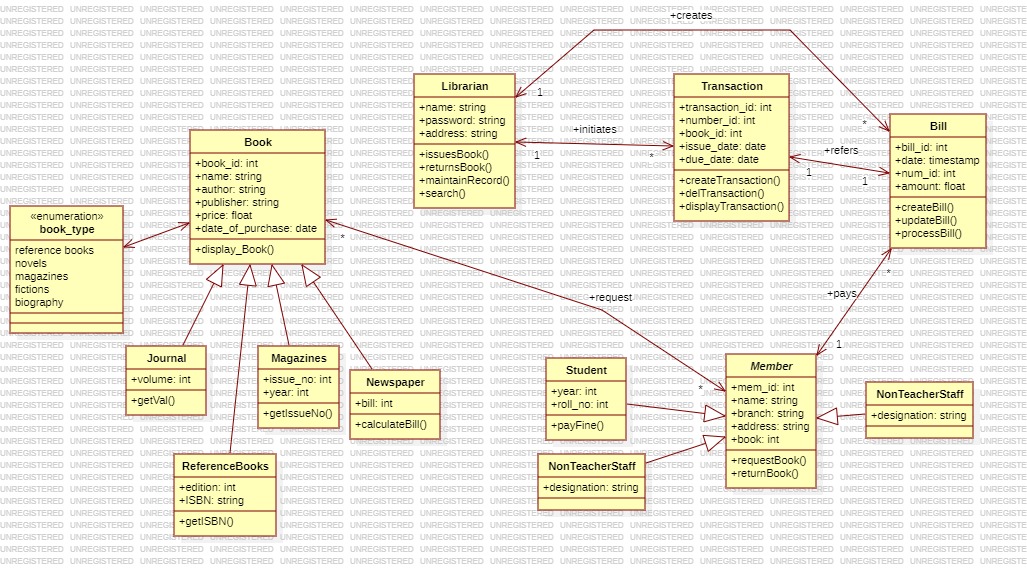 +creates
Librarian
+name: string
+password: string
+address: string
+issuesBook()
+returnsBook()
+maintainRecord()
+search()
1
*
+initiates
1
*
Transaction
+transaction_id: int
+number_id: int
+book_id: int
+issue_date: date
+due_date: date
+createTransaction()
+delTransaction()
+displayTransaction()
+refers
1
1
Bill
+bill_id: int
+date: timestamp
+num_id: int
+amount: float
+createBill()
+updateBill()
+processBill()
Book
+book_id: int
+name: string
+author: string
+publisher: string
+price: float
+date_of_purchase: date
+display_Book()
«enumeration»
book_type
reference books
novels
magazines
fictions
biography
*
+request
*
*
+pays
1
Journal
+volume: int
+getVal()
Magazines
+issue_no: int
+year: int
+getIssueNo()
Newspaper
+bill: int
+calculateBill()
ReferenceBooks
+edition: int
+ISBN: string
+getISBN()
Student
+year: int
+roll_no: int
+payFine()
NonTeacherStaff
+designation: string
Member
+mem_id: int
+name: string
+branch: string
+address: string
+book: int
+requestBook()
+returnBook()
NonTeacherStaff
+designation: string
UNREGISTERED